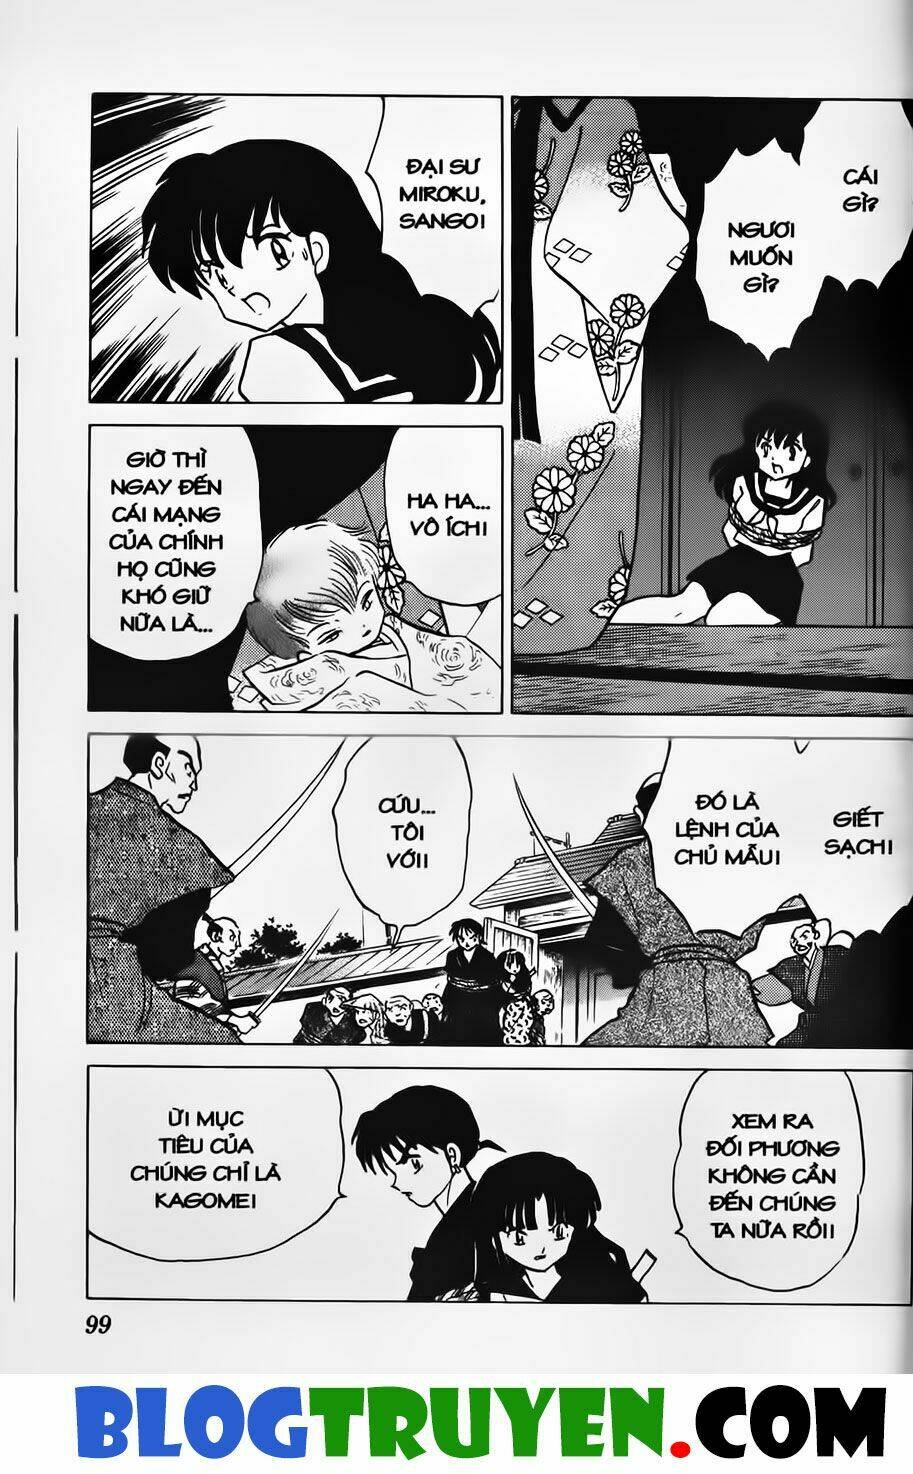 CÁI
GÌ?
NGƯƠI
MUỐN
GÌ?
ĐẠI SƯ
MIROKU,
SANGO!
HA HA...
VÔ ÍCH!
GIỜ THÌ
NGAY ĐẾN
CÁI MẠNG
CỦA CHÍNH
HỌ CŨNG
KHÓ GIỮ
NỮA LÀ...
GIẾT
SẠCH!
ĐÓ LÀ
LỆNH CỦA
CHỦ MẪU!
CỨU...
TÔI
VỚI!
XEM RA
ĐỐI PHƯƠNG
KHÔNG CẦN
ĐẾN CHÚNG
TA NỮA RỒI!
ỪI MỤC
TIÊU CỦA
CHÚNG CHỈ LÀ
KAGOME!
99
BLOGTRUYEN.COM